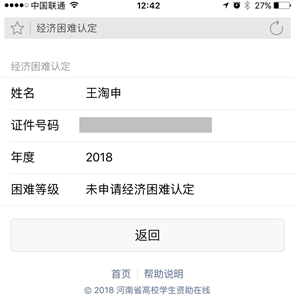 中国联通 12:42 27%
经济困难认定
经济困难认定
姓名 王淘申
证件号码
年度 2018
困难等级 未申请经济困难认定
返回
首页 帮助说明
© 2018 河南省高校学生资助在线